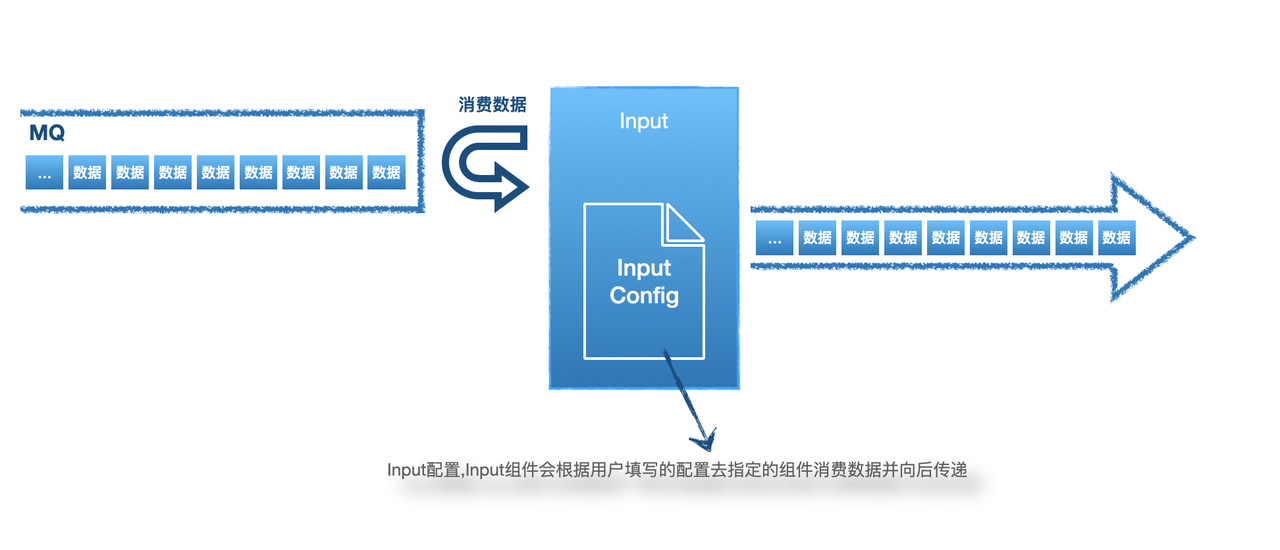 消费数据
MQ
... 数据 数据 数据 数据 数据 数据 数据 数据
Input
Input
Config
... 数据 数据 数据 数据 数据 数据 数据 数据
Input配置,Input组件会根据用户填写的配置去指定的组件消费数据并向后传递